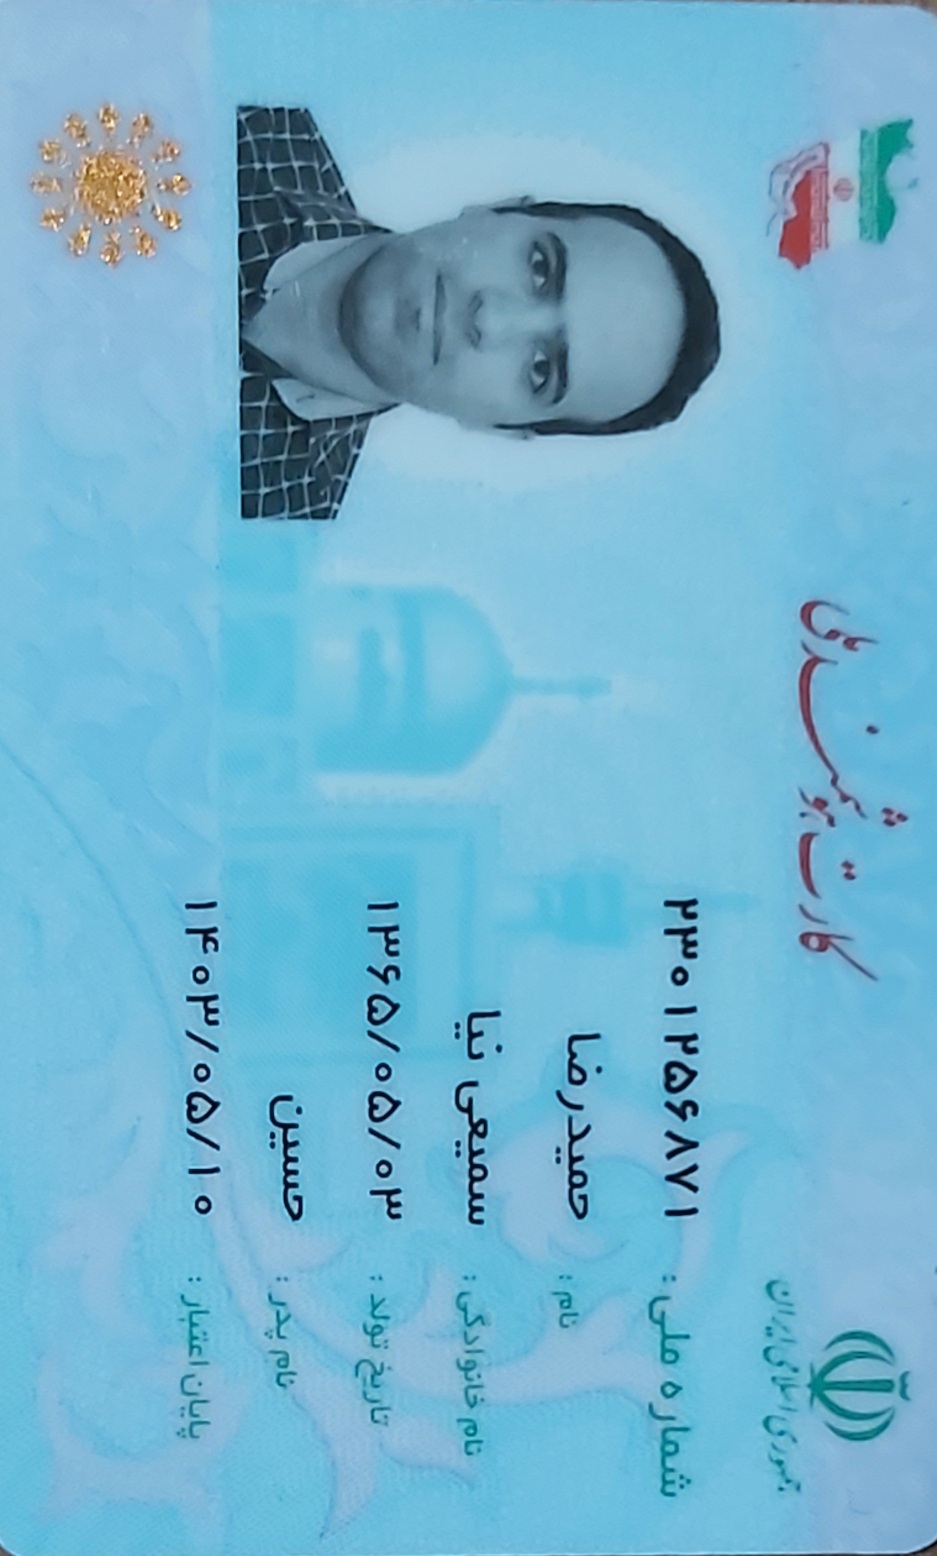 کارت هوشمند ملی
جمهوری اسلامی ایران
شماره ملی : ۲۳۰۱۲۵۶۸۷۱
نام : حمیدرضا
نام خانوادگی : سمیعی نیا
تاریخ تولد : ۱۳۶۵/۰۵/۰۳
نام پدر : حسین
پایان اعتبار : ۱۴۰۳/۰۵/۱۰